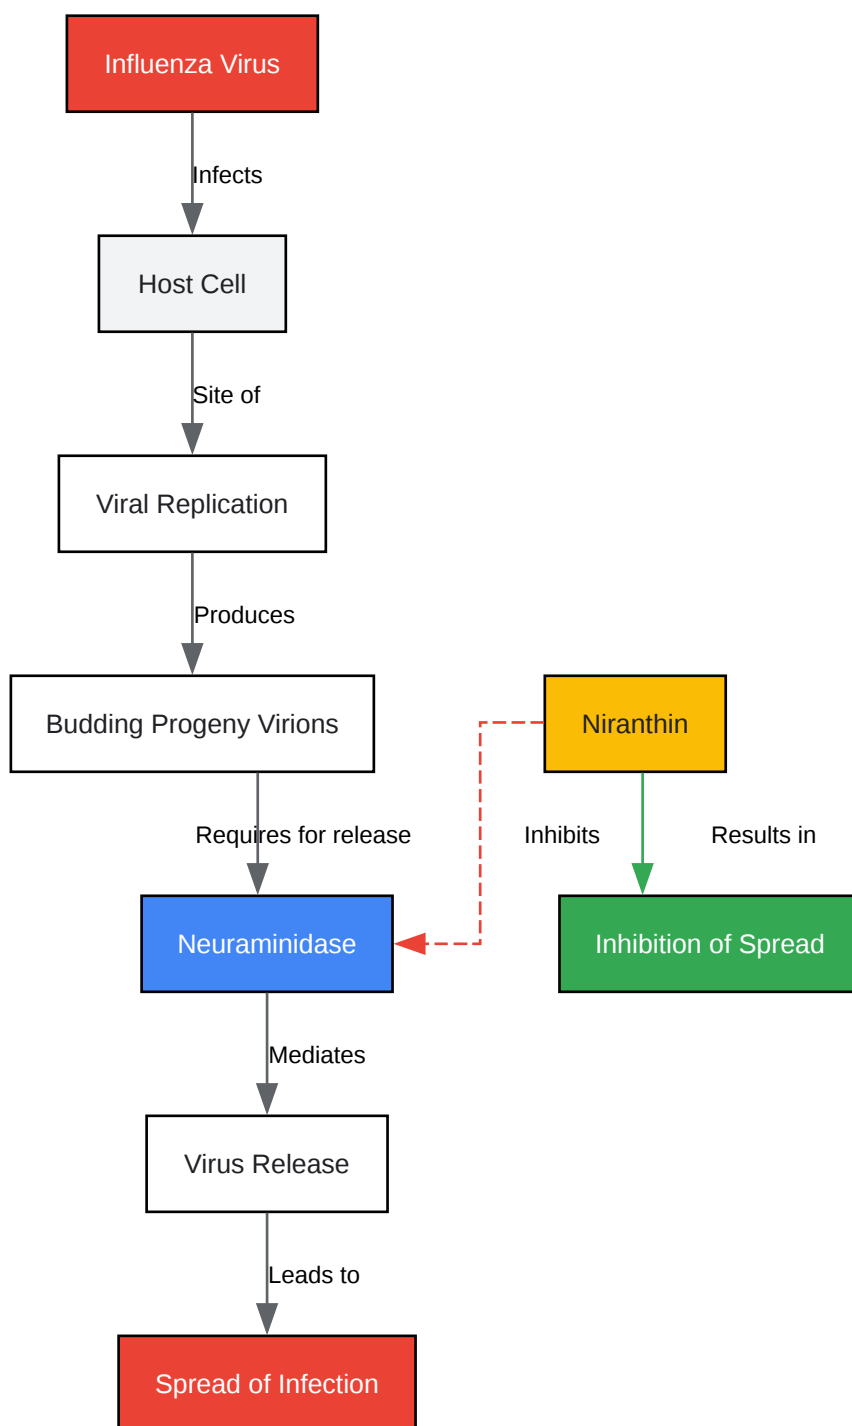 Influenza Virus
Infects
Host Cell
Site of
Viral Replication
Produces
Budding Progeny Virions
Niranthin
Requires for release
Inhibits
Results in
Neuraminidase
Inhibition of Spread
Mediates
Virus Release
Leads to
Spread of Infection